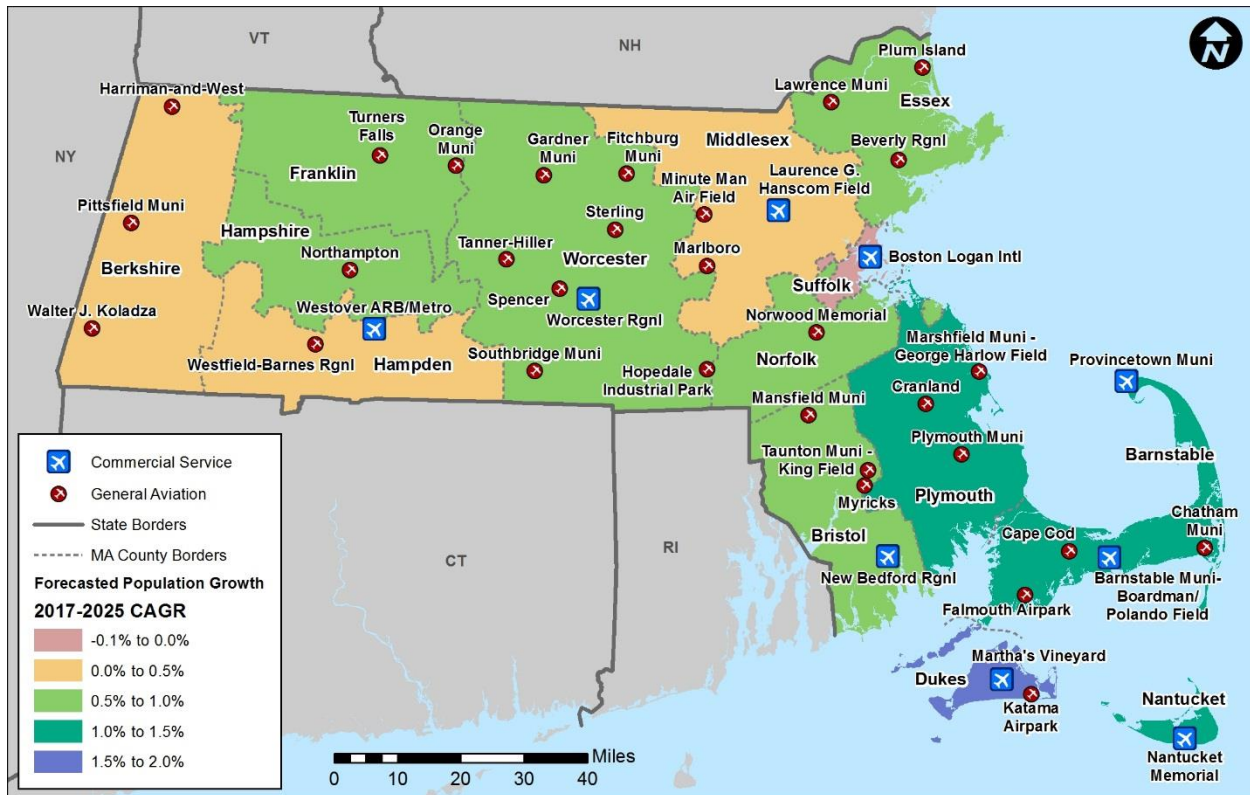 VT
NH
N
Plum Island
Harriman-and-West
Lawrence Muni
Essex
Turners
Falls
Orange
Muni
Gardner
Muni
Fitchburg
Muni
Middlesex
Beverly Rgnl
NY
Franklin
Laurence G.
Hanscom Field
Minute Man
Air Field
Pittsfield Muni
Sterling
Hampshire
Northampton
Tanner-Hiller
Worcester
Marlboro
Boston Logan Intl
Berkshire
Spencer
Suffolk
Westover ARB/Metro
Worcester Rgnl
Walter J. Koladza
Norwood Memorial
Marshfield Muni -
George Harlow Field
Provincetown Muni
Westfield-Barnes Rgnl
Hampden
Southbridge Muni
Hopedale
Industrial Park
Norfolk
Cranland
Mansfield Muni
Plymouth Muni
Barnstable
Taunton Muni -
King Field
Myricks
Plymouth
Chatham
Muni
Bristol
Cape Cod
CT
RI
New Bedford Rgnl
Barnstable Muni-
Boardman/
Polando Field
Falmouth Airpark
Martha's Vineyard
Dukes
Katama
Airpark
Nantucket
Nantucket
Memorial
Commercial Service
General Aviation
State Borders
MA County Borders
Forecasted Population Growth
2017-2025 CAGR
-0.1% to 0.0%
0.0% to 0.5%
0.5% to 1.0%
1.0% to 1.5%
1.5% to 2.0%
Miles
0 10 20 40